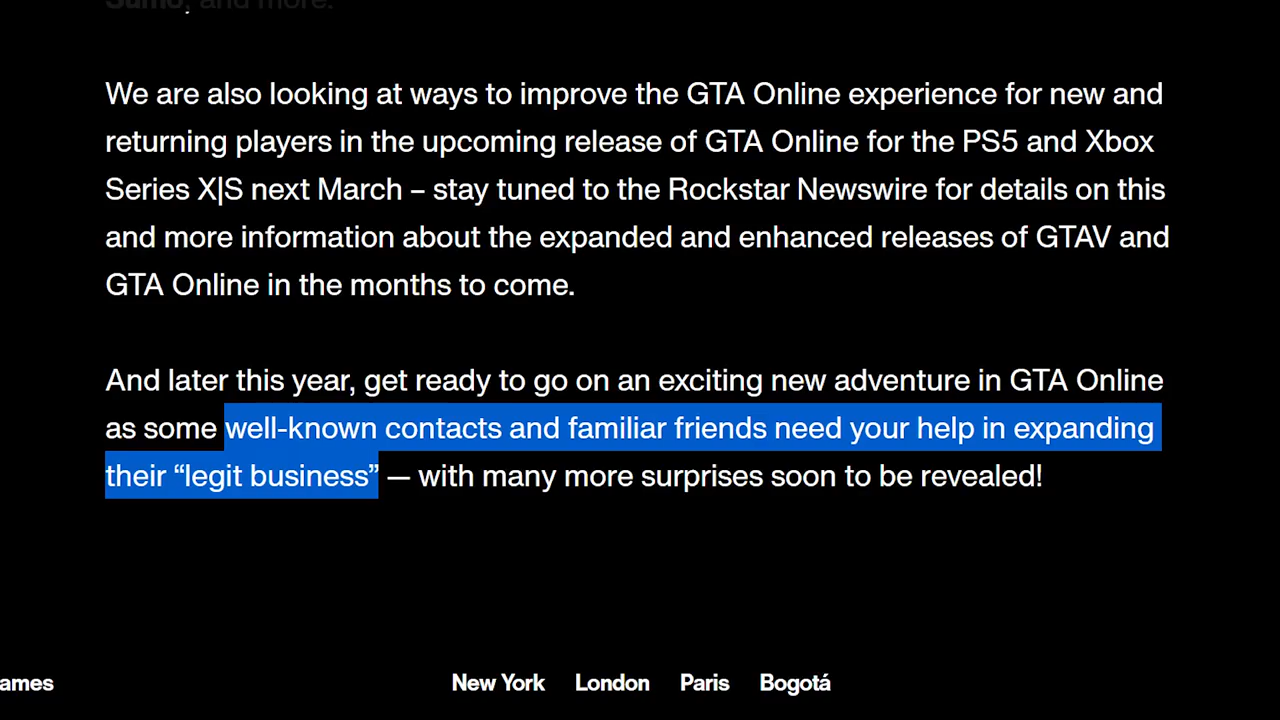 Sumo, and more.
We are also looking at ways to improve the GTA Online experience for new and
returning players in the upcoming release of GTA Online for the PS5 and Xbox
Series X|S next March – stay tuned to the Rockstar Newswire for details on this
and more information about the expanded and enhanced releases of GTAV and
GTA Online in the months to come.
And later this year, get ready to go on an exciting new adventure in GTA Online
as some well-known contacts and familiar friends need your help in expanding
their “legit business” — with many more surprises soon to be revealed!
ames New York London Paris Bogotá